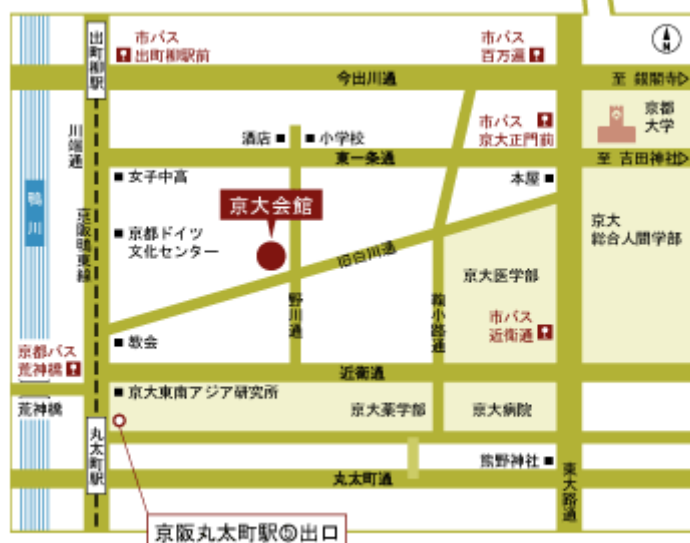 市バス
出町柳駅前
市バス
百万遍
出町柳駅
今出川通
至 銀閣寺
京都
大学
市バス
京大正門前
酒店
小学校
東一条通
至 吉田神社
川端通
女子中高
本屋
京大会館
鴨川
京都ドイツ
文化センター
京阪鴨東線
旧白川通
京大
総合人間学部
京大医学部
野川通
鞠小路通
市バス
近衛通
教会
京都バス
荒神橋
近衛通
京大東南アジア研究所
荒神橋
京大薬学部
京大病院
丸太町駅
熊野神社
丸太町通
東大路通
京阪丸太町駅⑤出口